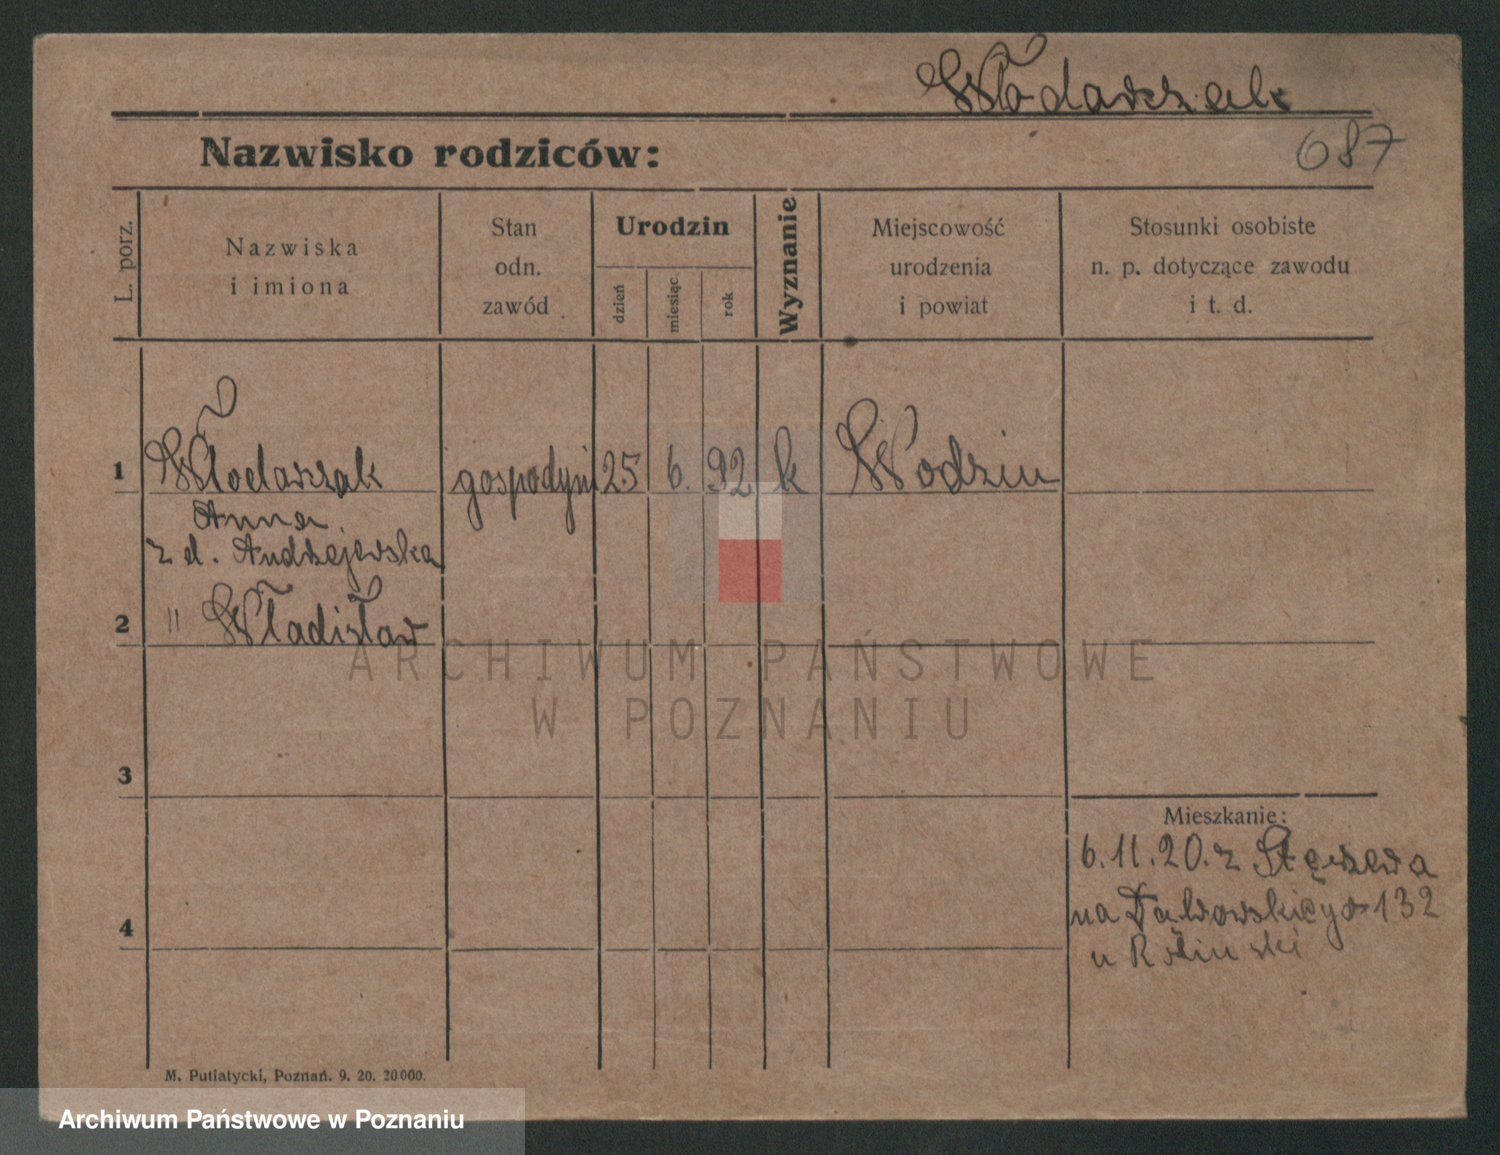 Włodarczak
687
Nazwisko rodziców:
L. porz.
Nazwiska
i imiona
Stan
odn.
zawód
Urodzin
dzień
miesiąc
rok
Wyznanie
Miejscowość
urodzenia
i powiat
Stosunki osobiste
n. p. dotyczące zawodu
i t. d.
1 Włodarczak gospodyni 25 6. 92 k Wodziu
Anna
z d. Andrzejewska
2 " Władisław
ARCHIWUM PAŃSTWOWE
W POZNANIU
3
Mieszkanie:
6.11.20. z Stęszewa
na Dąbrowskiego 132
4
u
M. Putiatycki, Poznań. 9. 20. 20000.
Archiwum Państwowe w Poznaniu